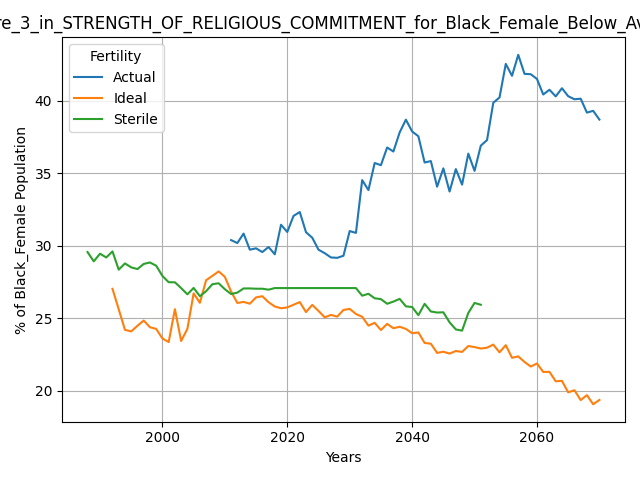 re_3_in_STRENGTH_OF_RELIGIOUS_COMMITMENT_for_Black_Female_Below_Av
Fertility
Actual
Ideal
Sterile
% of Black_Female Population
40
35
30
25
20
2000
2020
2040
2060
Years